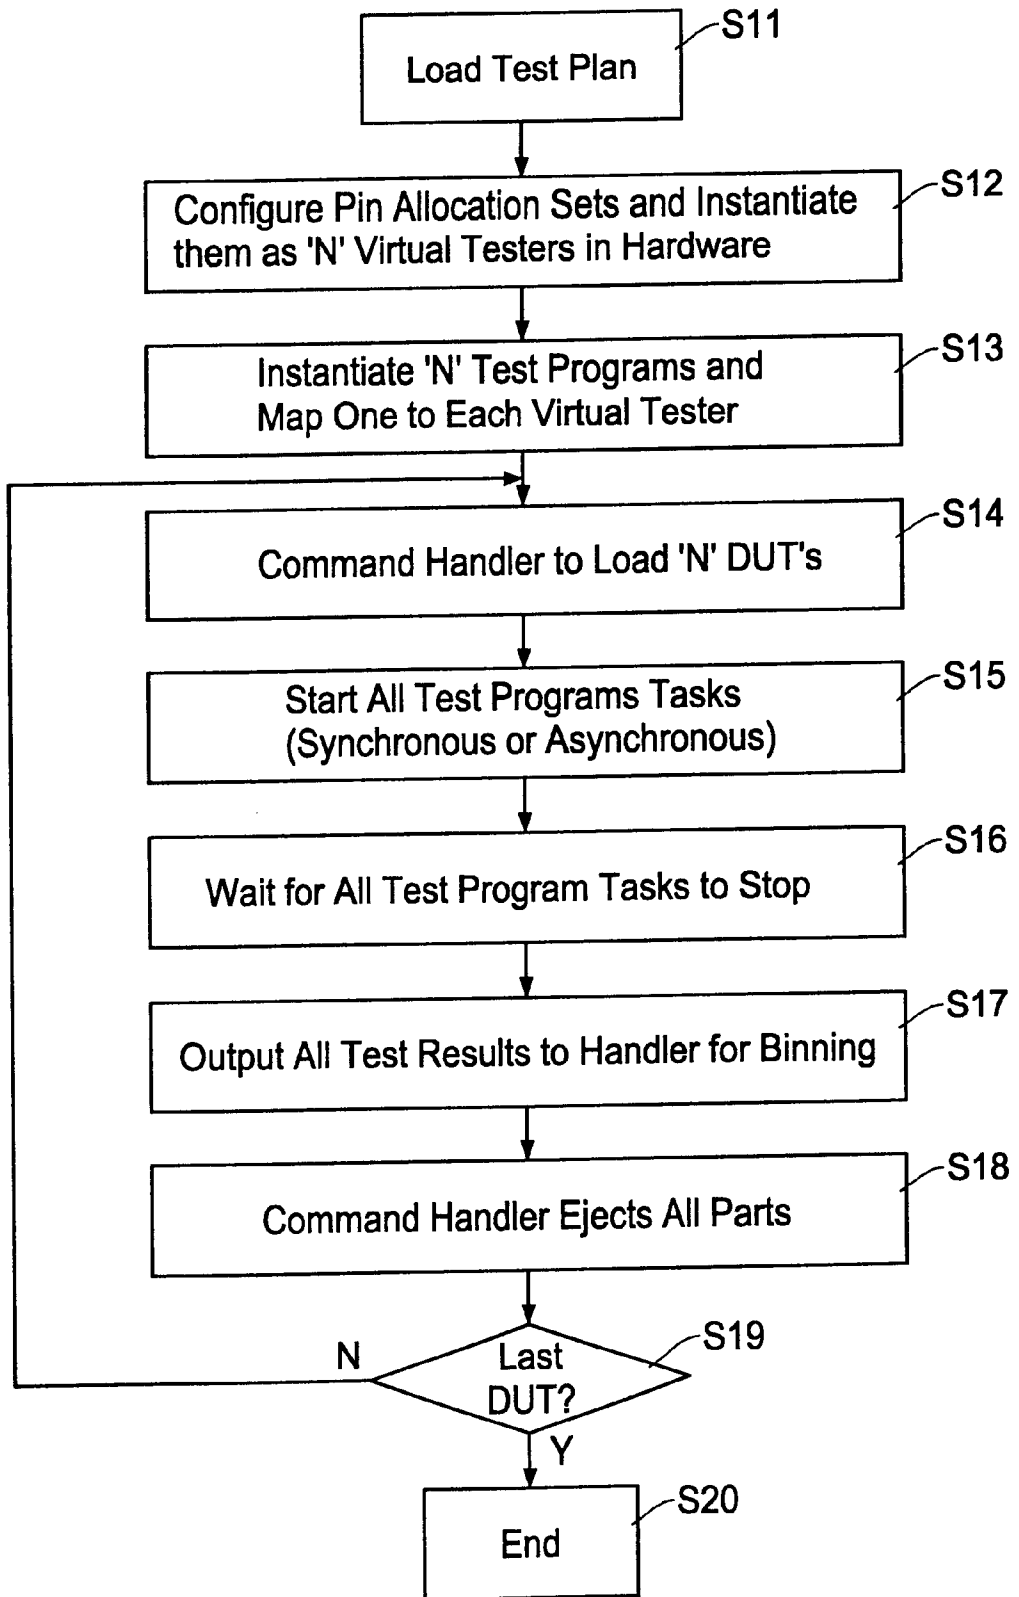 S11
Load Test Plan
S12
Configure Pin Allocation Sets and Instantiate
them as 'N' Virtual Testers in Hardware
S13
Instantiate 'N' Test Programs and
Map One to Each Virtual Tester
S14
Command Handler to Load 'N' DUT's
S15
Start All Test Programs Tasks
(Synchronous or Asynchronous)
S16
Wait for All Test Program Tasks to Stop
S17
Output All Test Results to Handler for Binning
S18
Command Handler Ejects All Parts
S19
N
Last
DUT?
Y
S20
End